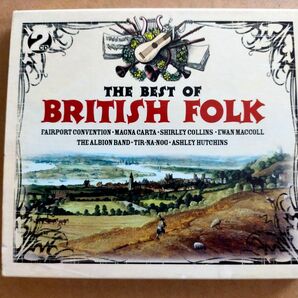 2
THE BEST OF
BRITISH FOLK
FAIRPORT CONVENTION • MAGNA CARTA • SHIRLEY COLLINS • EWAN MACCOLL
THE ALBION BAND • TIR-NA-NOG • ASHLEY HUTCHINS